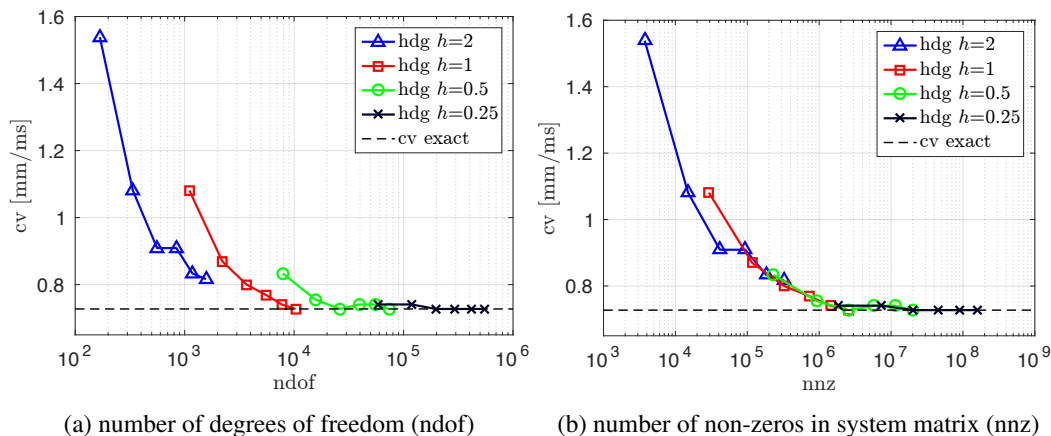 1.6
1.4
1.2
1
0.8
cv [mm/ms]
10^2
10^3
10^4
10^5
10^6
ndof
hdg h=2
hdg h=1
hdg h=0.5
hdg h=0.25
cv exact
(a) number of degrees of freedom (ndof)
1.6
1.4
1.2
1
0.8
cv [mm/ms]
10^3
10^4
10^5
10^6
10^7
10^8
10^9
nnz
hdg h=2
hdg h=1
hdg h=0.5
hdg h=0.25
cv exact
(b) number of non-zeros in system matrix (nnz)